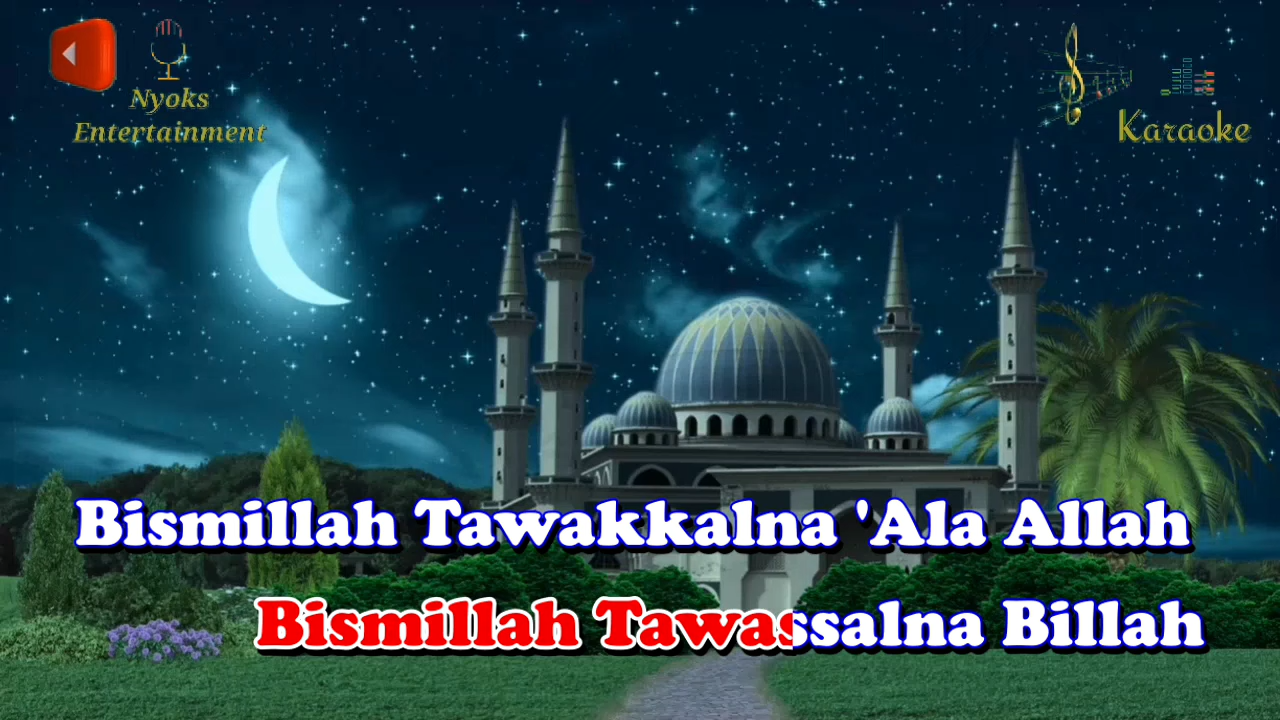 Nyoks
Entertainment
Karaoke
Bismillah Tawakkalna 'Ala Allah
Bismillah Tawassalna Billah